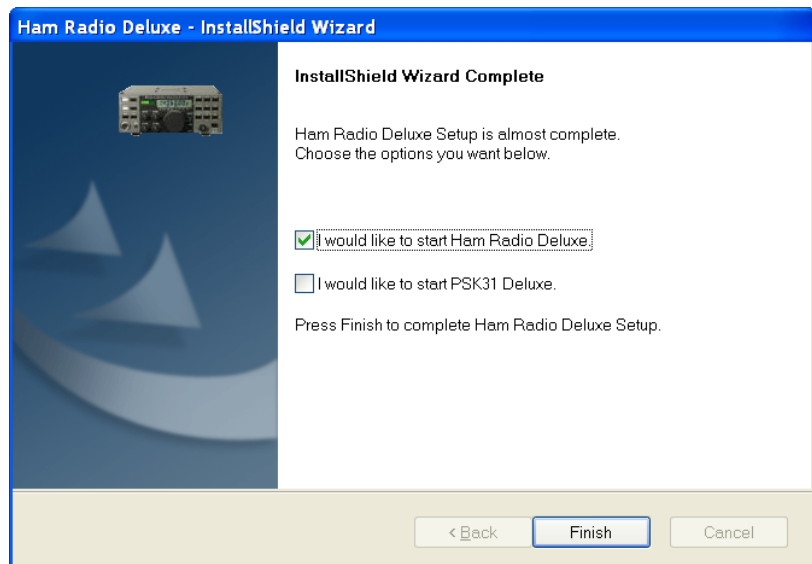 Ham Radio Deluxe - InstallShield Wizard
InstallShield Wizard Complete
Ham Radio Deluxe Setup is almost complete.
Choose the options you want below.
I would like to start Ham Radio Deluxe.
I would like to start PSK31 Deluxe.
Press Finish to complete Ham Radio Deluxe Setup.
< Back
Finish
Cancel